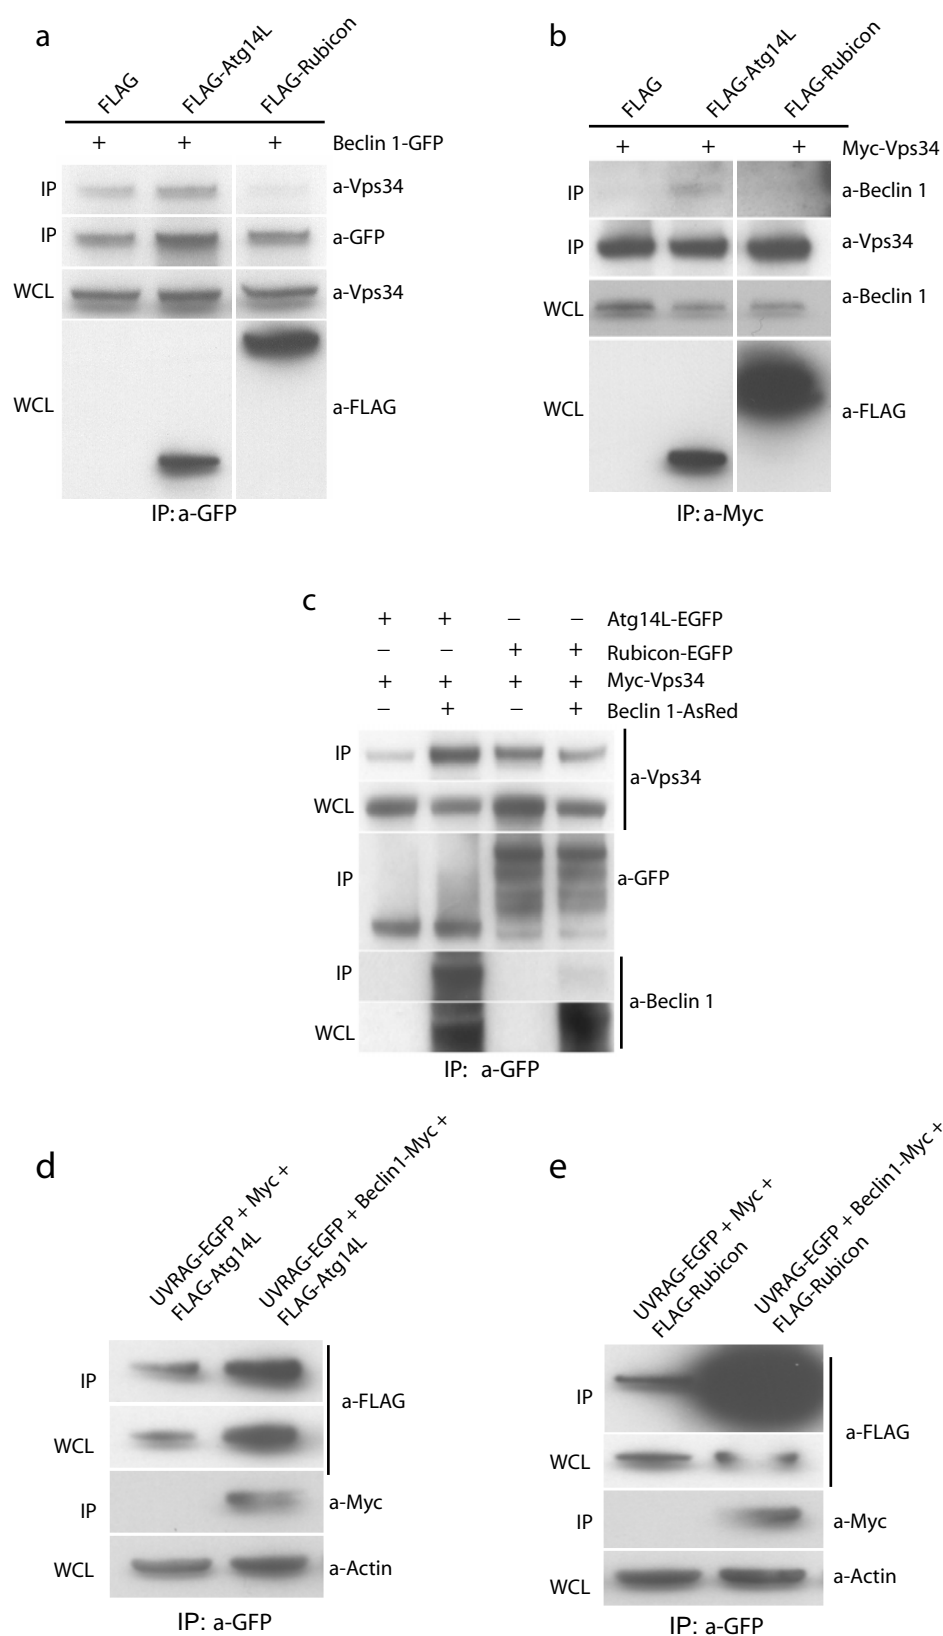 a
FLAG
FLAG-Atg14L
FLAG-Rubicon
+ + + Beclin 1-GFP
IP a-Vps34
IP a-GFP
WCL a-Vps34
WCL a-FLAG
IP: a-GFP
b
FLAG
FLAG-Atg14L
FLAG-Rubicon
+ + + Myc-Vps34
IP a-Beclin 1
IP a-Vps34
WCL a-Beclin 1
WCL a-FLAG
IP: a-Myc
c
+ + – – Atg14L-EGFP
– – + + Rubicon-EGFP
+ + + + Myc-Vps34
– + – + Beclin 1-AsRed
IP
a-Vps34
WCL
IP a-GFP
IP
a-Beclin 1
WCL
IP: a-GFP
d
UVRAG-EGFP + Myc +
FLAG-Atg14L
UVRAG-EGFP + Beclin1-Myc +
FLAG-Atg14L
IP
a-FLAG
WCL
IP a-Myc
WCL a-Actin
IP: a-GFP
e
UVRAG-EGFP + Myc +
FLAG-Rubicon
UVRAG-EGFP + Beclin1-Myc +
FLAG-Rubicon
IP
a-FLAG
WCL
IP a-Myc
WCL a-Actin
IP: a-GFP